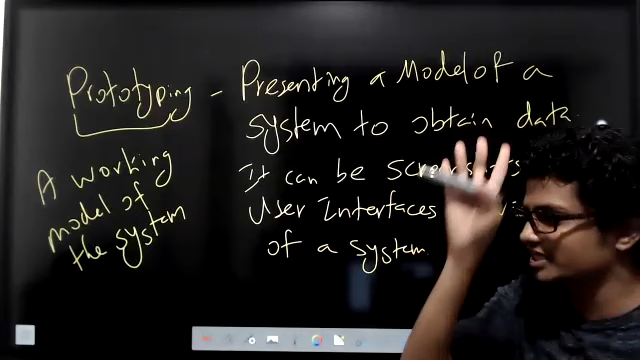 Prototyping - Presenting a Model of a
system to obtain data.
It can be screenshots
User Interfaces
of a system
A working
model of
the system